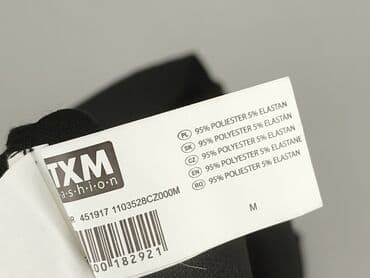 TXM
fashion
451917 1103528CZ000M
00182921
PL 95% POLIESTER 5% ELASTAN
SK 95% POLYESTER 5% ELASTAN
CZ 95% POLYESTER 5% ELASTAN
EN 95% POLYESTER 5% ELASTANE
RO 95% POLIESTER 5% ELASTAN
M